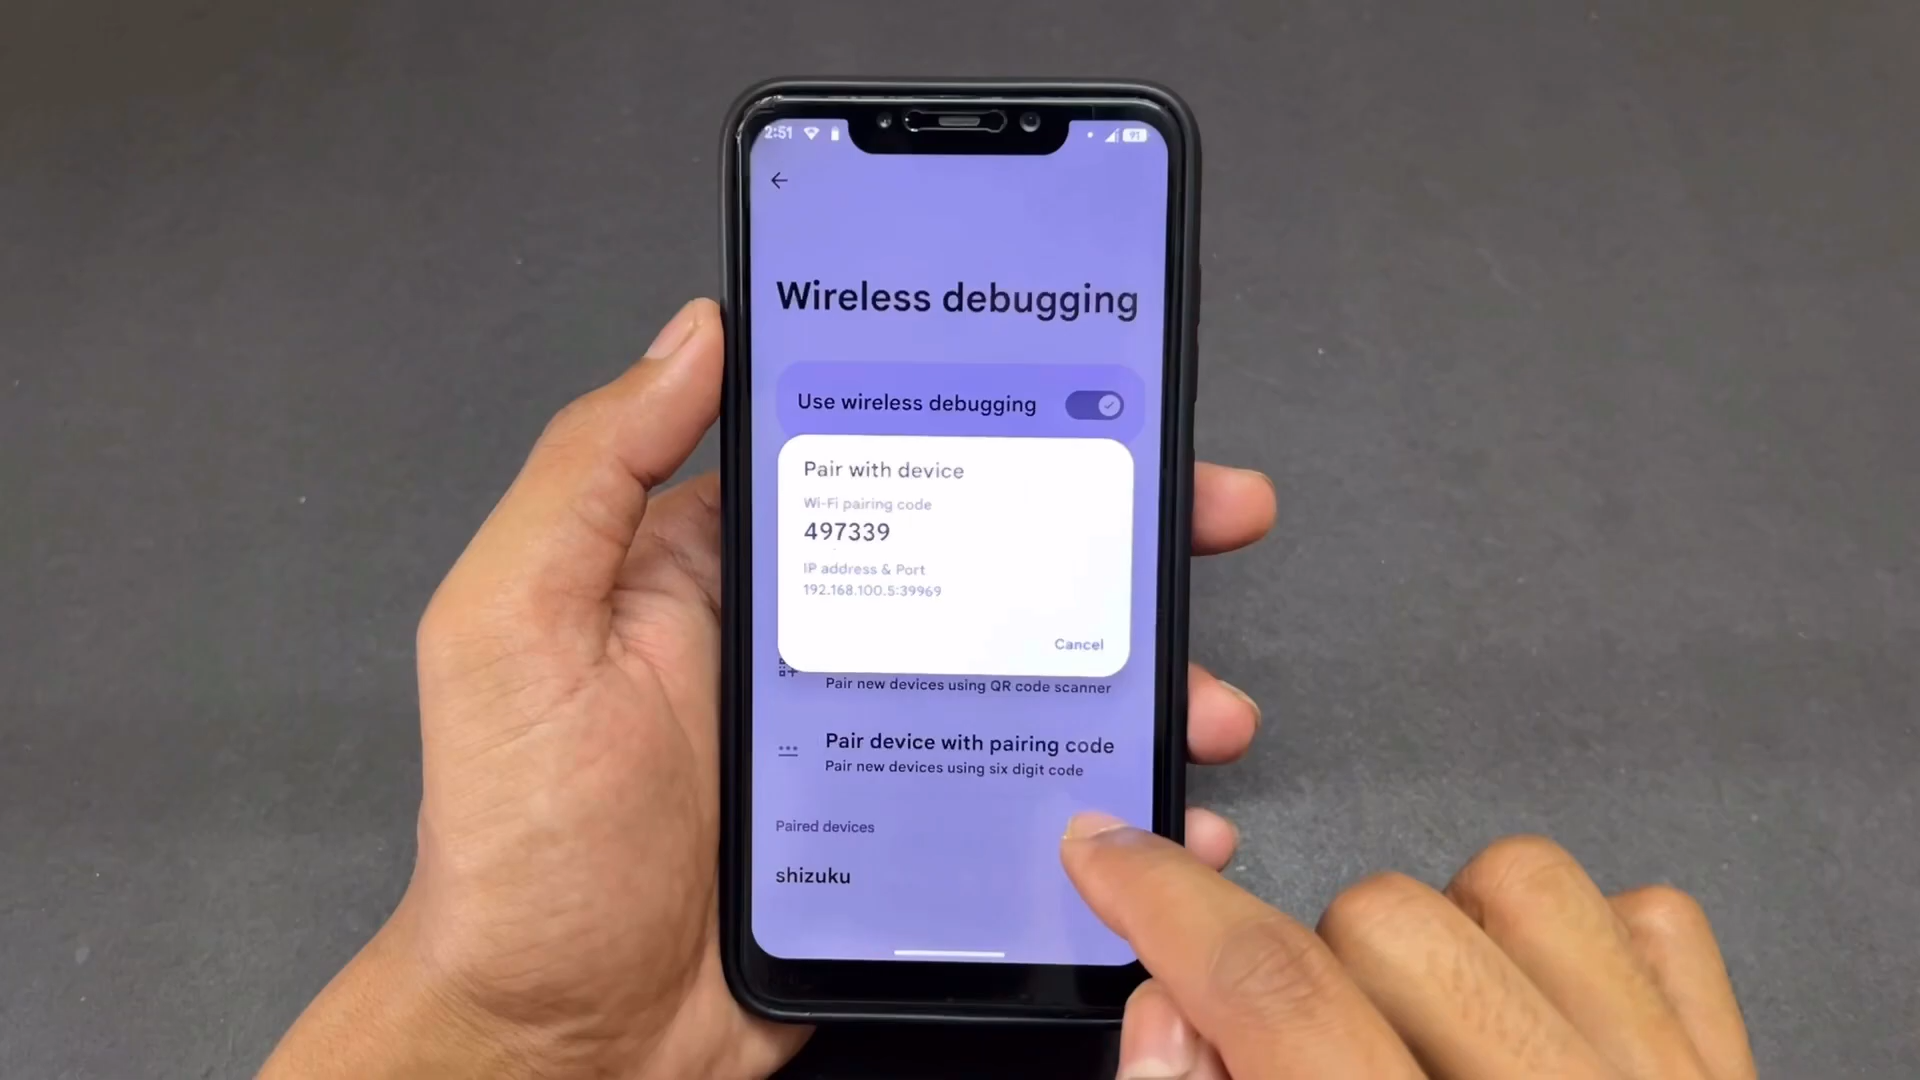 2:51
91
Wireless debugging
Use wireless debugging
Pair with device
Wi-Fi pairing code
497339
IP address & Port
192.168.100.5:39969
Cancel
Pair new devices using QR code scanner
Pair device with pairing code
Pair new devices using six digit code
Paired devices
shizuku